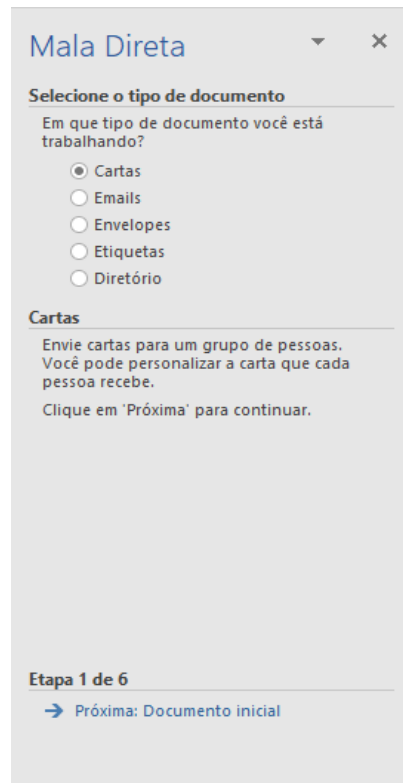 Mala Direta
Selecione o tipo de documento
Em que tipo de documento você está
trabalhando?
Cartas
Emails
Envelopes
Etiquetas
Diretório
Cartas
Envie cartas para um grupo de pessoas.
Você pode personalizar a carta que cada
pessoa recebe.
Clique em 'Próxima' para continuar.
Etapa 1 de 6
Próxima: Documento inicial